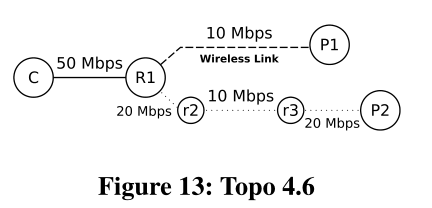 10 Mbps
P1
50 Mbps
Wireless Link
C
R1
10 Mbps
20 Mbps
r2
r3
P2
20 Mbps
Figure 13: Topo 4.6